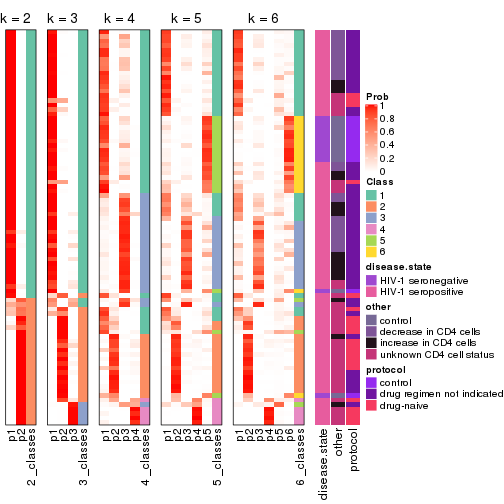 k = 2 k = 3 k = 4 k = 5 k = 6
Prob
1
0.8
0.6
0.4
0.2
0
Class
1
2
3
4
5
6
disease.state
HIV-1 seronegative
HIV-1 seropositive
other
control
decrease in CD4 cells
increase in CD4 cells
unknown CD4 cell status
protocol
control
drug regimen not indicated
drug-naive
p1 p2 2_classes p1 p2 p3 3_classes p1 p2 p3 p4 4_classes p1 p2 p3 p4 p5 5_classes p1 p2 p3 p4 p5 p6 6_classes disease.state other protocol